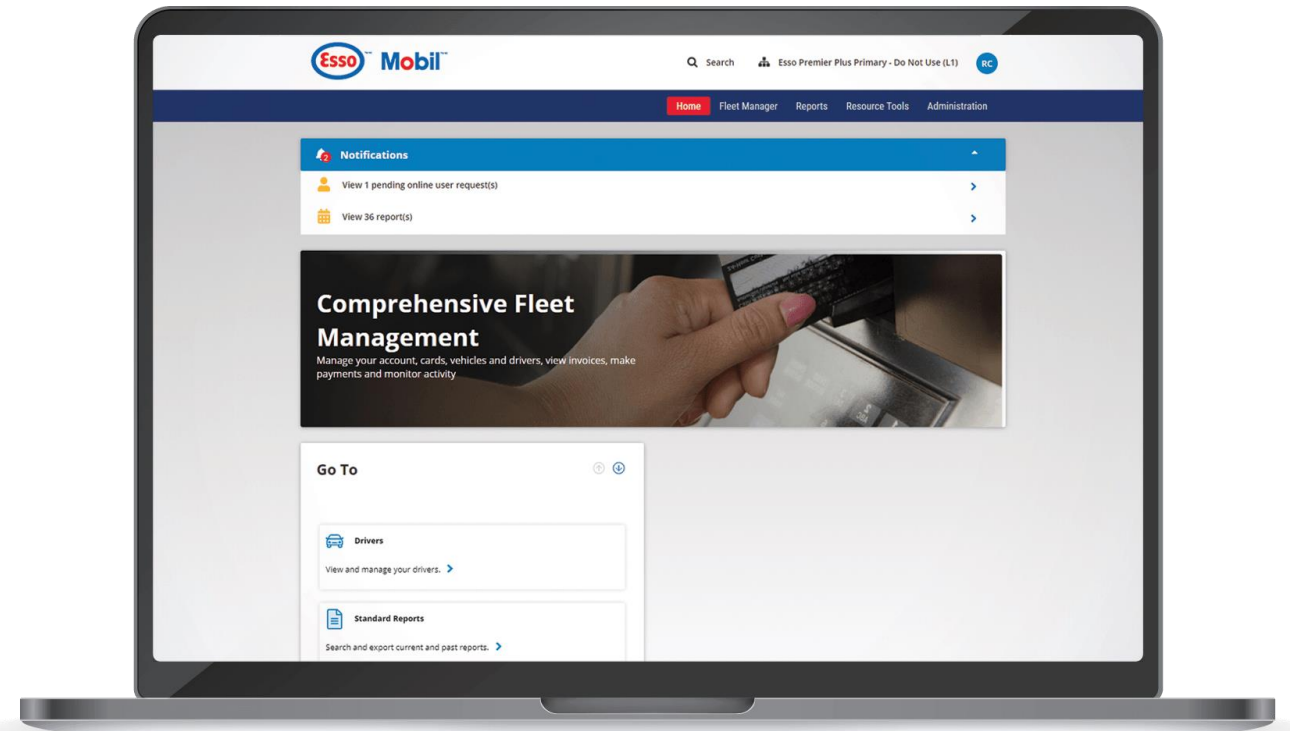 Esso™ Mobil™
Search
Esso Premier Plus Primary - Do Not Use (L1)
RC
Home
Fleet Manager
Reports
Resource Tools
Administration
2
Notifications
View 1 pending online user request(s)
View 36 report(s)
Comprehensive Fleet
Management
Manage your account, cards, vehicles and drivers, view invoices, make
payments and monitor activity
Go To
Drivers
View and manage your drivers.
Standard Reports
Search and export current and past reports.